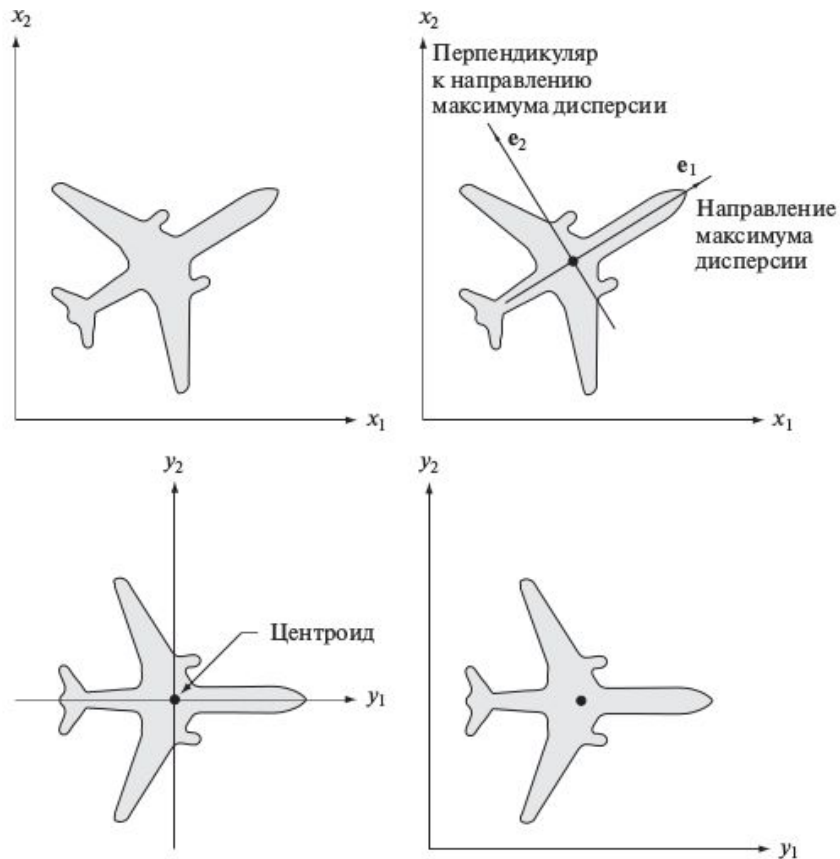 x₂
x₁
x₂
Перпендикуляр
к направлению
максимума дисперсии
e₂
e₁
Направление
максимума
дисперсии
x₁
y₂
Центроид
y₁
y₂
y₁